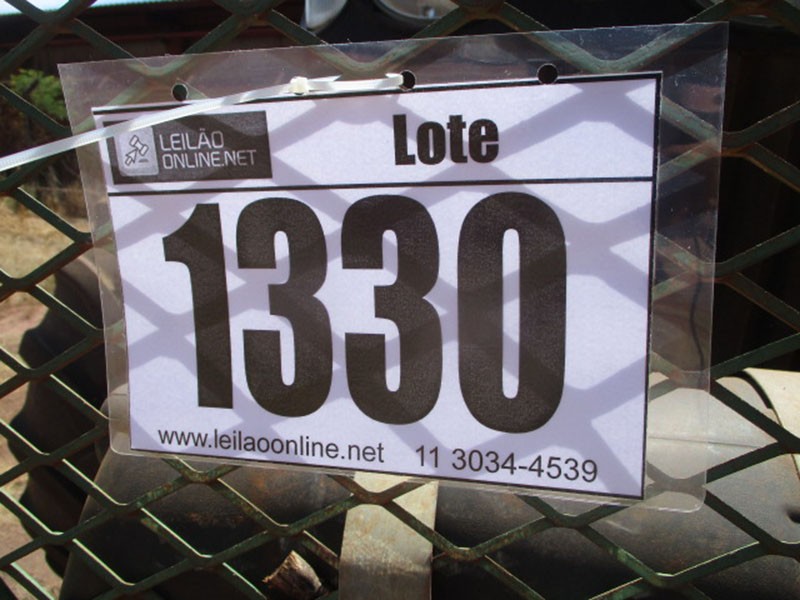 LEILÃO
ONLINE.NET
Lote
1330
www.leilaoonline.net 11 3034-4539